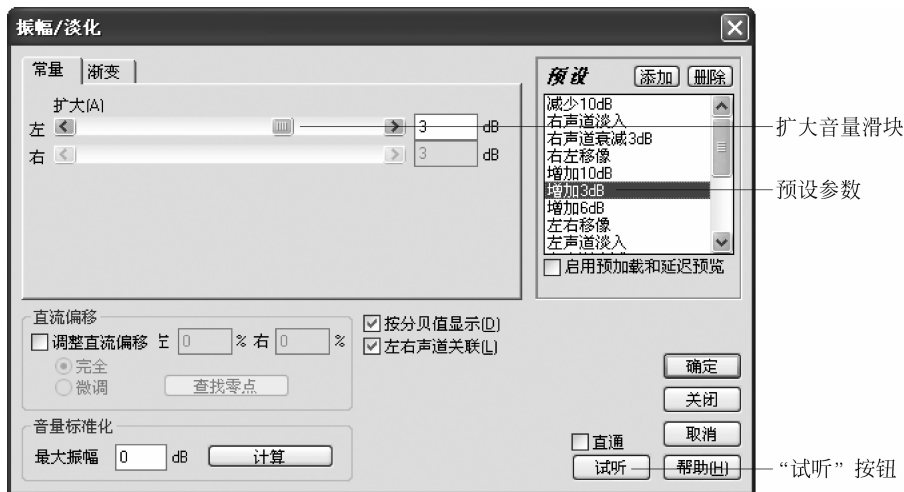 振幅/淡化
常量 渐变
扩大(A)
左 3 dB
右 3 dB
预设 添加 删除
减少10dB
右声道淡入
右声道衰减3dB
右左移像
增加10dB
增加3dB
增加6dB
左右移像
左声道淡入
启用预加载和延迟预览
扩大音量滑块
预设参数
直流偏移
调整直流偏移 0 % 右 0 %
完全
微调 查找零点
按分贝值显示(D)
左右声道关联(L)
音量标准化
最大振幅 0 dB 计算
确定
关闭
取消
直通
试听 帮助(H)
“试听”按钮